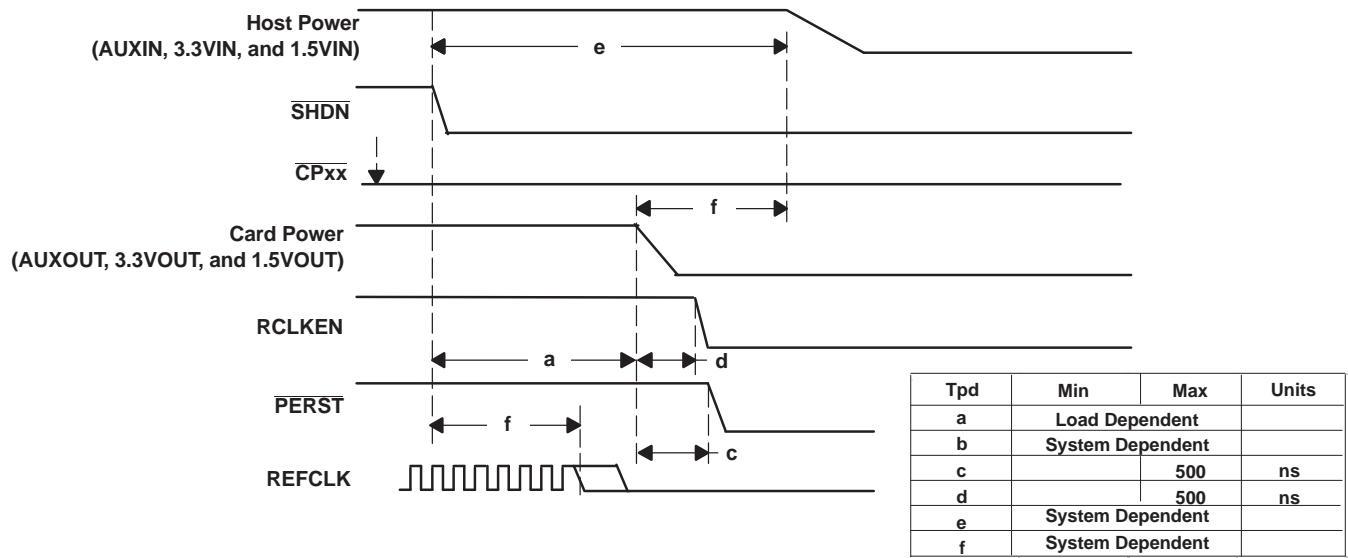 Host Power
(AUXIN, 3.3VIN, and 1.5VIN)
e
SHDN
CPxx
f
Card Power
(AUXOUT, 3.3VOUT, and 1.5VOUT)
RCLKEN
a
d
PERST
f
c
REFCLK
Tpd Min Max Units
a Load Dependent
b System Dependent
c 500 ns
d 500 ns
e System Dependent
f System Dependent